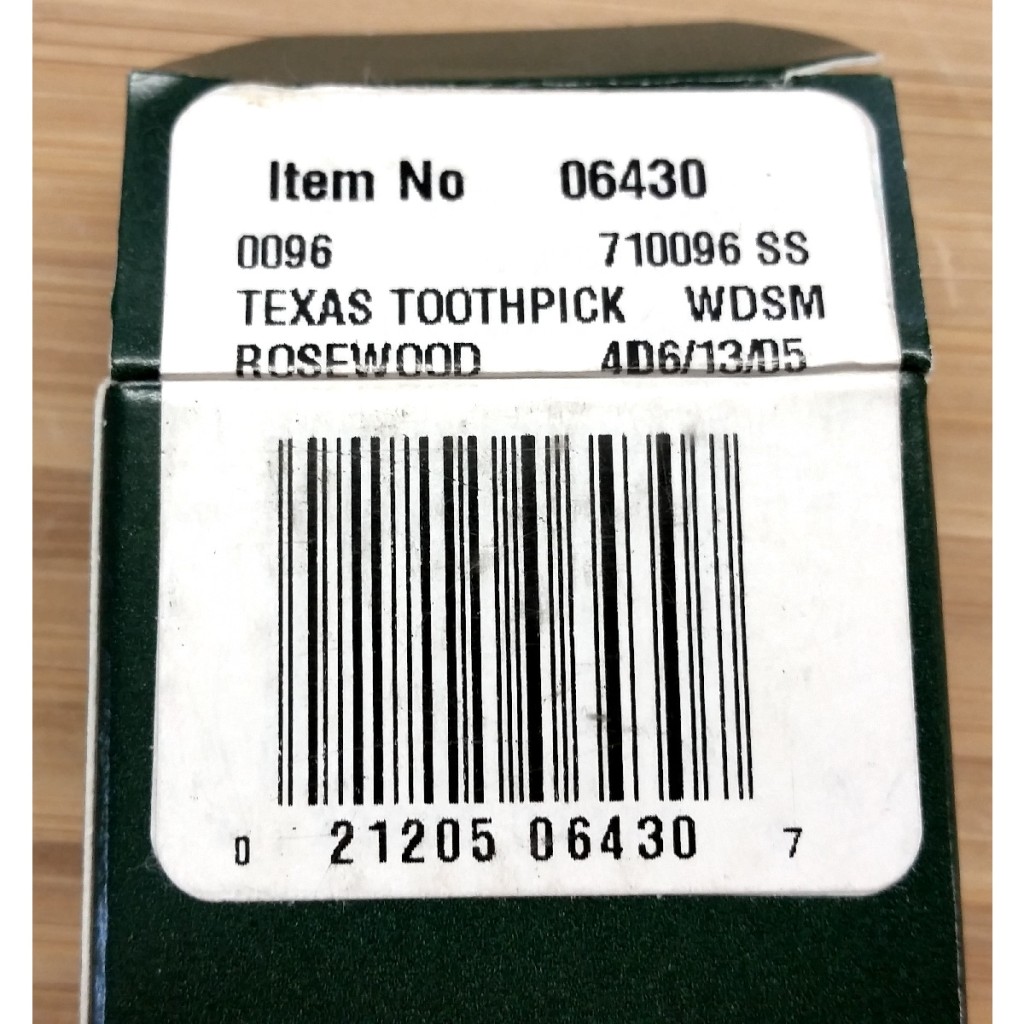 Item No 06430
0096 710096 SS
TEXAS TOOTHPICK WDSM
ROSEWOOD 4D6/13/05
0 21205 06430 7